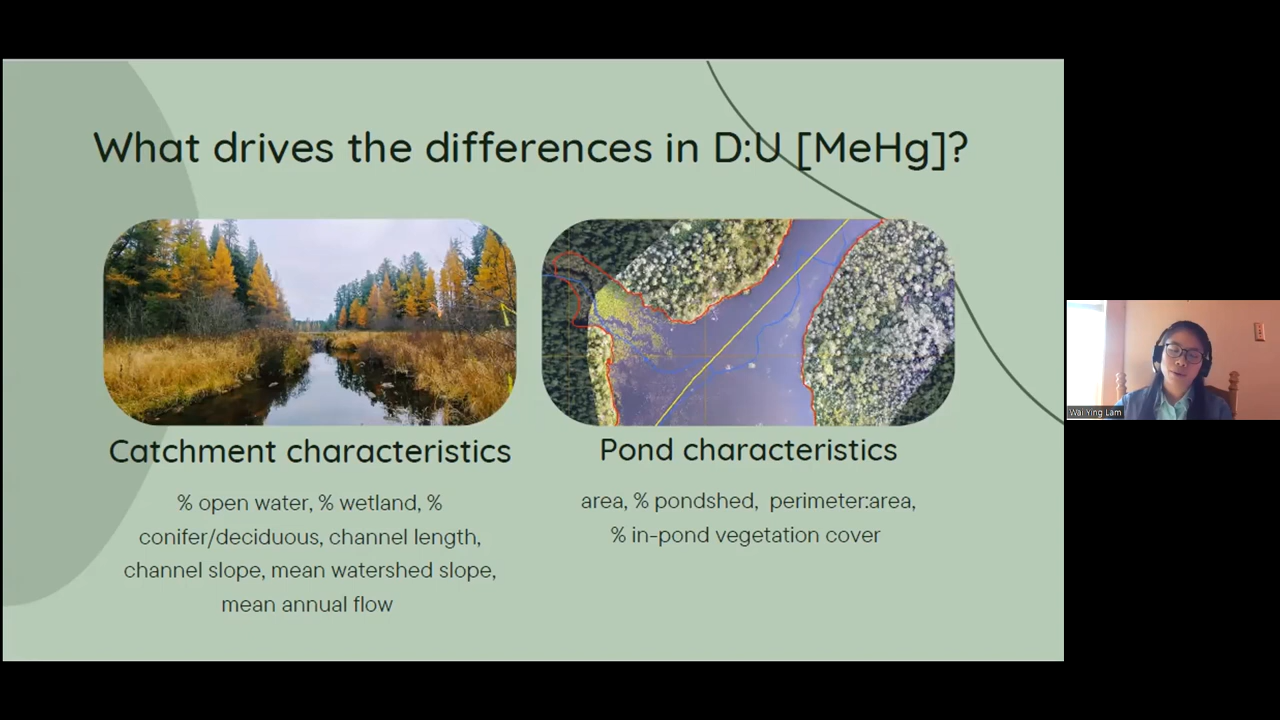 What drives the differences in D:U [MeHg]?
Catchment characteristics
% open water, % wetland, %
conifer/deciduous, channel length,
channel slope, mean watershed slope,
mean annual flow
Pond characteristics
area, % pondshed,  perimeter:area,
% in-pond vegetation cover
Wai Ying Lam